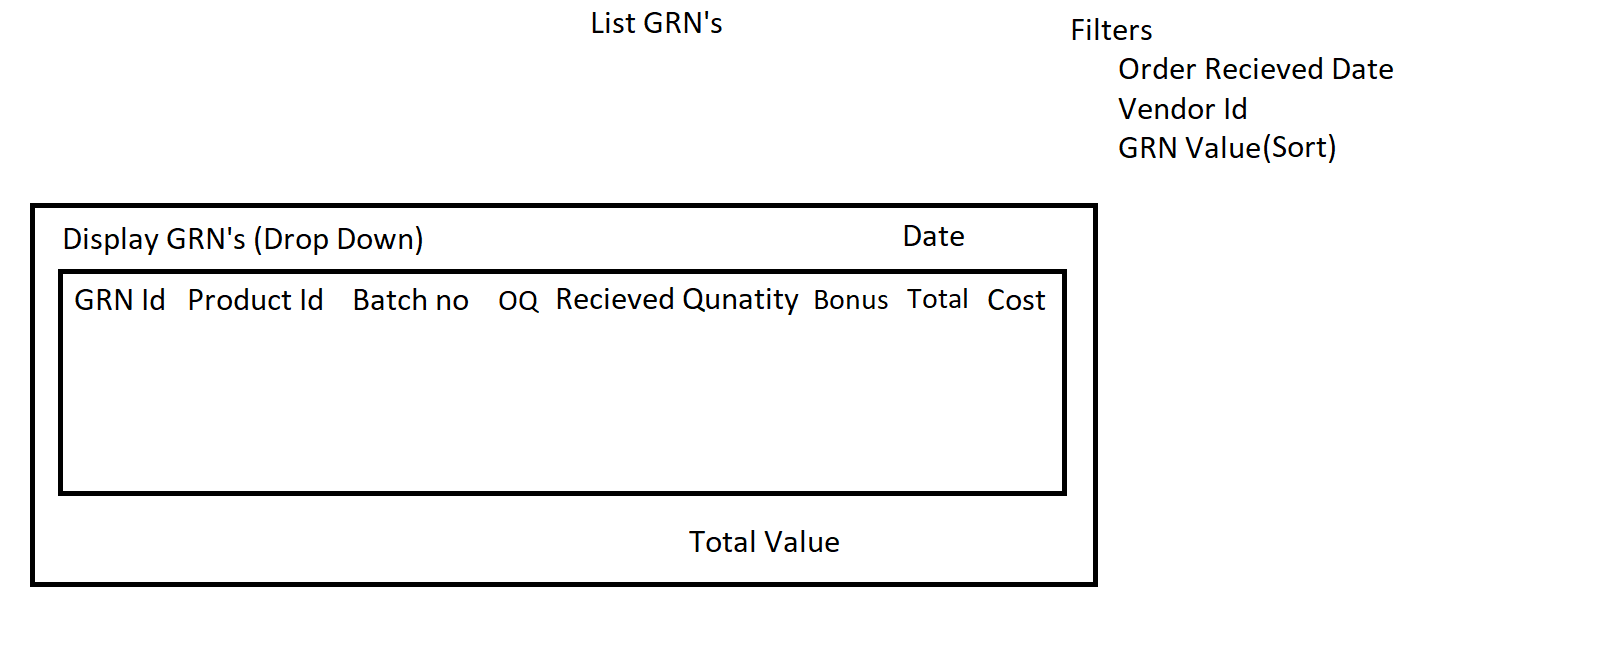 List GRN's
Filters
Order Recieved Date
Vendor Id
GRN Value(Sort)
Display GRN's (Drop Down) Date
GRN Id Product Id Batch no OQ Recieved Qunatity Bonus Total Cost
Total Value